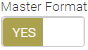 Master Format
YES